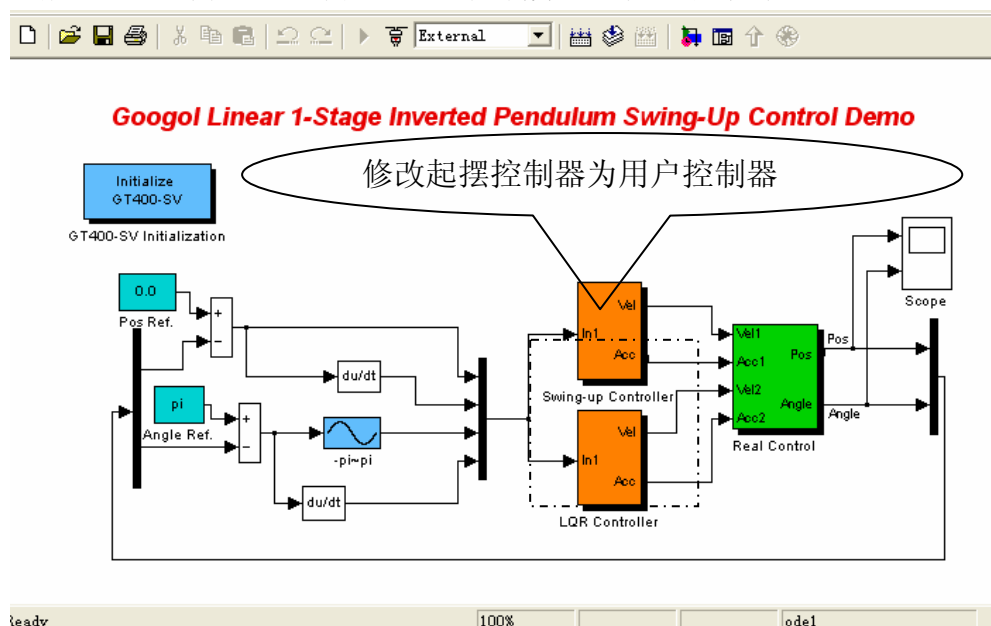 External
Googol Linear 1-Stage Inverted Pendulum Swing-Up Control Demo
修改起摆控制器为用户控制器
Initialize
GT400-SV
GT400-SV Initialization
0.0
Pos Ref.
du/dt
pi
Angle Ref.
-pi~pi
du/dt
In1
Vel
Acc
Swing-up Controller
In1
Vel
Acc
LQR Controller
Vel1
Acc1
Vel2
Acc2
Pos
Angle
Real Control
Pos
Angle
Scope
Ready
100%
ode1